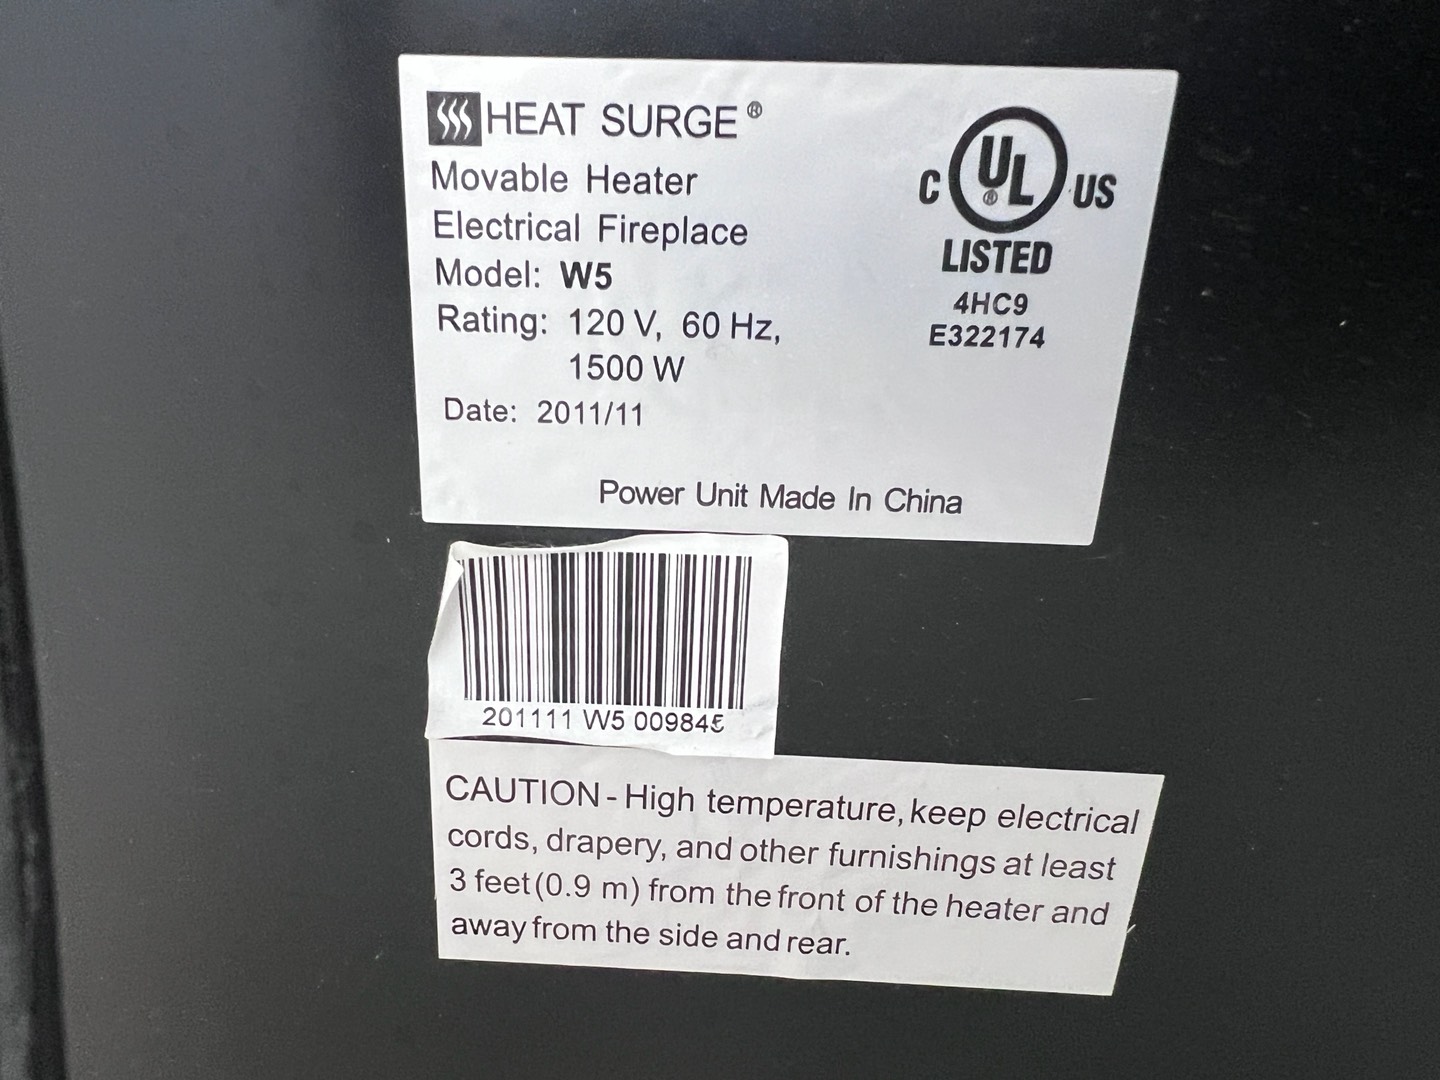 HEAT SURGE®
Movable Heater
Electrical Fireplace
Model: W5
Rating: 120 V, 60 Hz,
1500 W
Date: 2011/11
Power Unit Made In China
C UL® US
LISTED
4HC9
E322174
201111 W5 009845
CAUTION - High temperature, keep electrical
cords, drapery, and other furnishings at least
3 feet (0.9 m) from the front of the heater and
away from the side and rear.